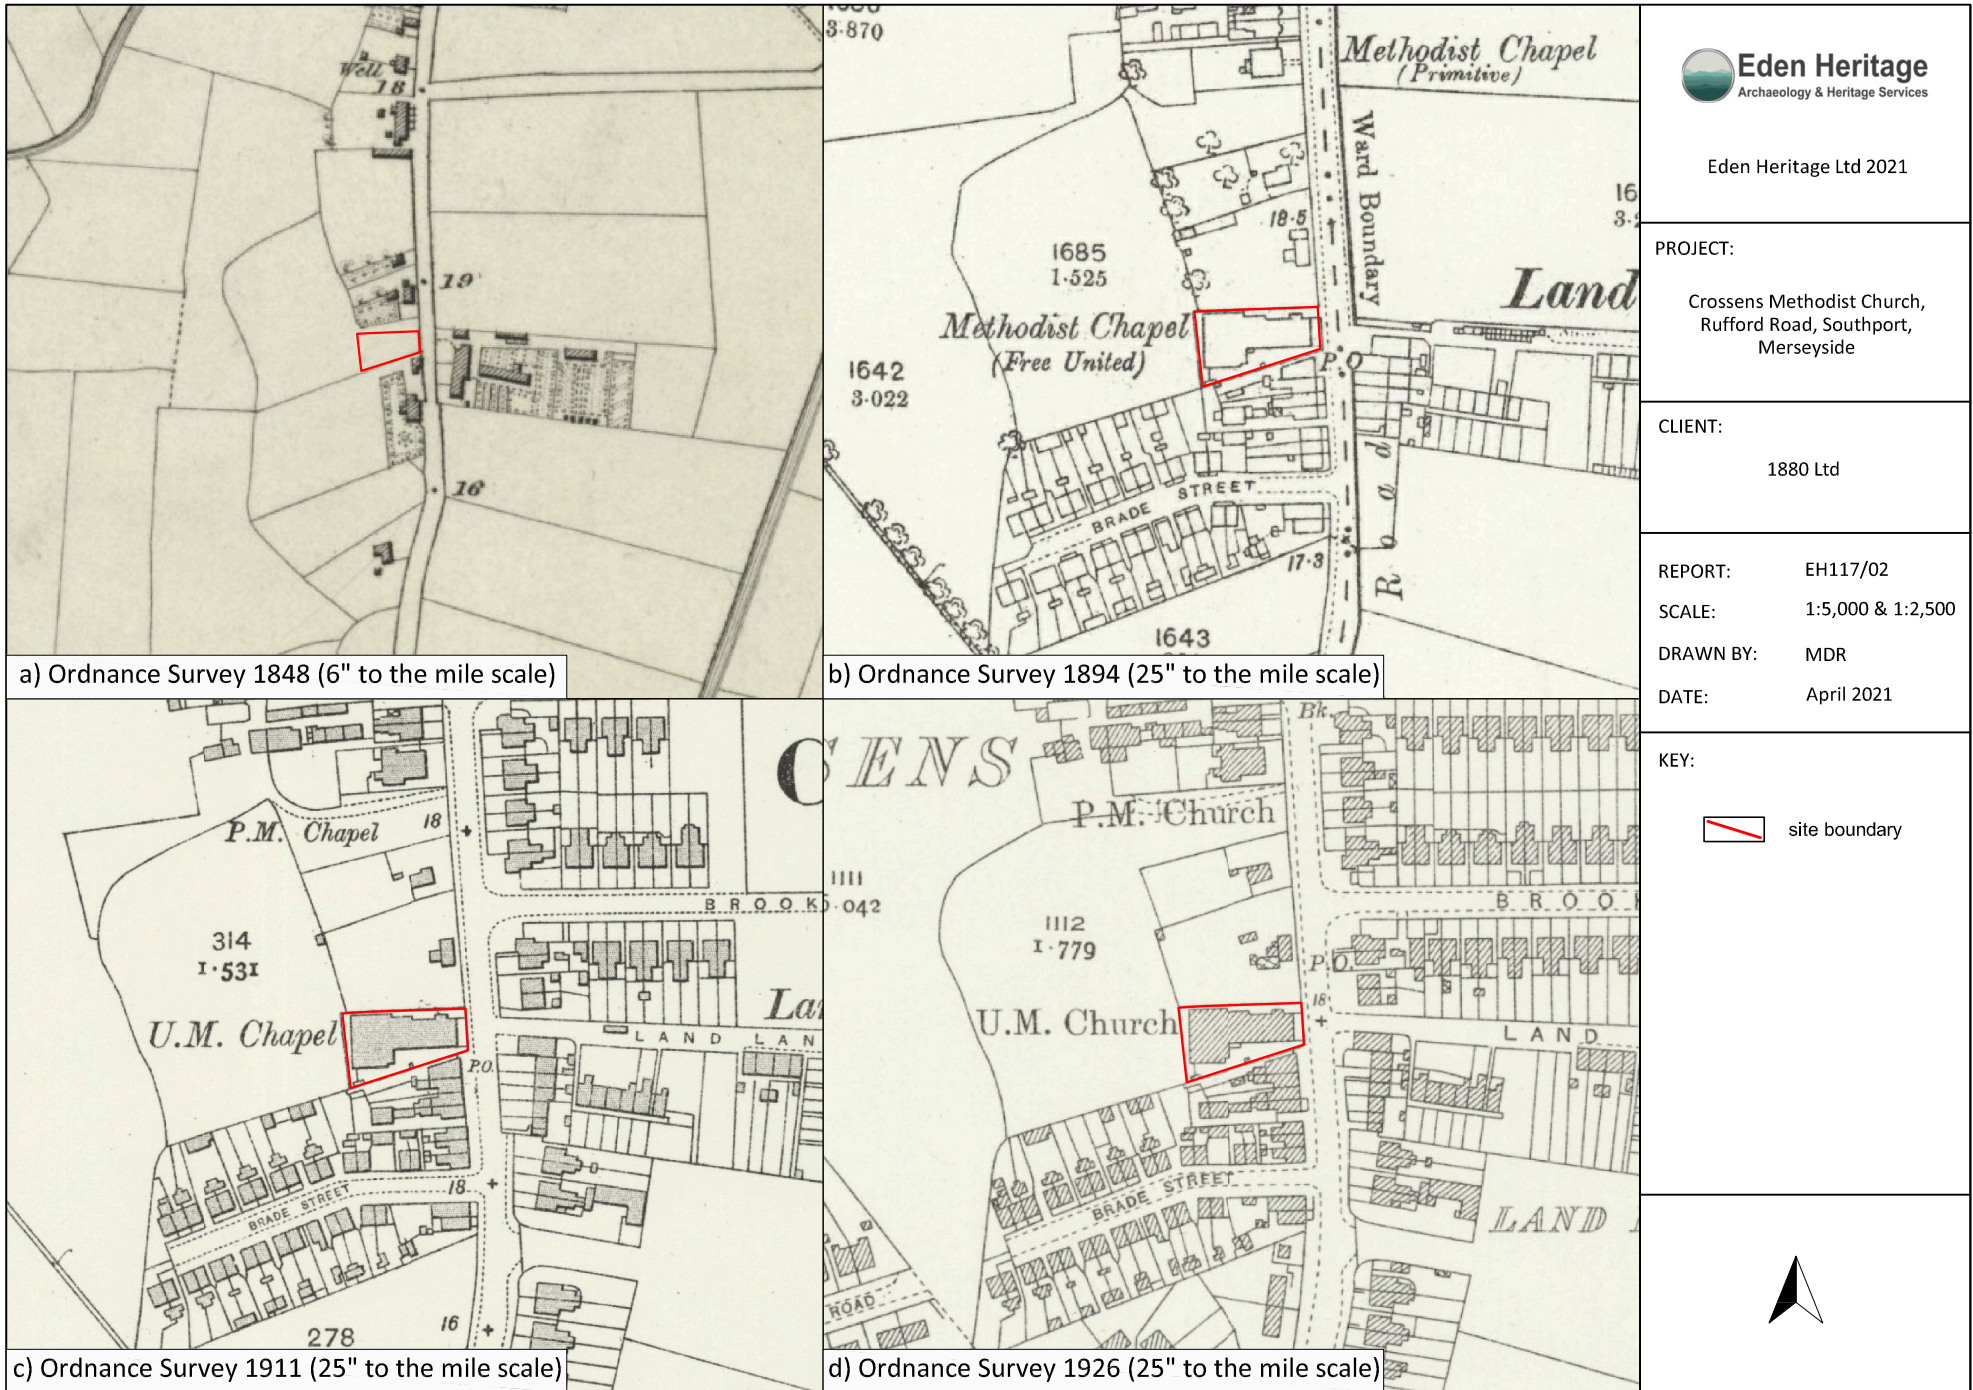 Well
18
19
16
a) Ordnance Survey 1848 (6" to the mile scale)
3·870
Methodist Chapel
(Primitive)
Ward Boundary
18·5
1685
1·525
Land
Methodist Chapel
(Free United)
P.O
1642
3·022
BRADE STREET
Road
17·3
1643
b) Ordnance Survey 1894 (25" to the mile scale)
P.M. Chapel
18
C
BROOK
314
1·531
U.M. Chapel
LAND LAN
P.O.
BRADE STREET
18
278
16
c) Ordnance Survey 1911 (25" to the mile scale)
Bk.
SENS
P.M. Church
1111
5·042
BROOK
1112
1·779
P.O.
18
U.M. Church
LAND
BRADE STREET
LAND
ROAD
d) Ordnance Survey 1926 (25" to the mile scale)
Eden Heritage
Archaeology & Heritage Services
Eden Heritage Ltd 2021
PROJECT:
Crossens Methodist Church,
Rufford Road, Southport,
Merseyside
CLIENT:
1880 Ltd
REPORT: EH117/02
SCALE: 1:5,000 & 1:2,500
DRAWN BY: MDR
DATE: April 2021
KEY:
site boundary